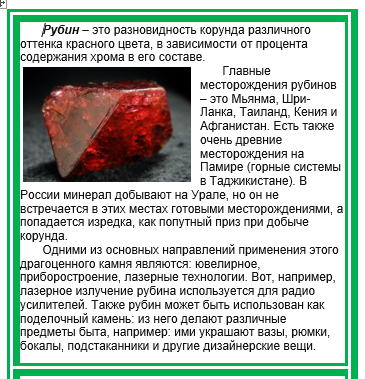 Рубин – это разновидность корунда различного
оттенка красного цвета, в зависимости от процента
содержания хрома в его составе.
Главные
месторождения рубинов
– это Мьянма, Шри-
Ланка, Таиланд, Кения и
Афганистан. Есть также
очень древние
месторождения на
Памире (горные системы
в Таджикистане). В
России минерал добывают на Урале, но он не
встречается в этих местах готовыми месторождениями, а
попадается изредка, как попутный приз при добыче
корунда.
Одними из основных направлений применения этого
драгоценного камня являются: ювелирное,
приборостроение, лазерные технологии. Вот, например,
лазерное излучение рубина используется для радио
усилителей. Также рубин может быть использован как
поделочный камень: из него делают различные
предметы быта, например: ими украшают вазы, рюмки,
бокалы, подстаканники и другие дизайнерские вещи.